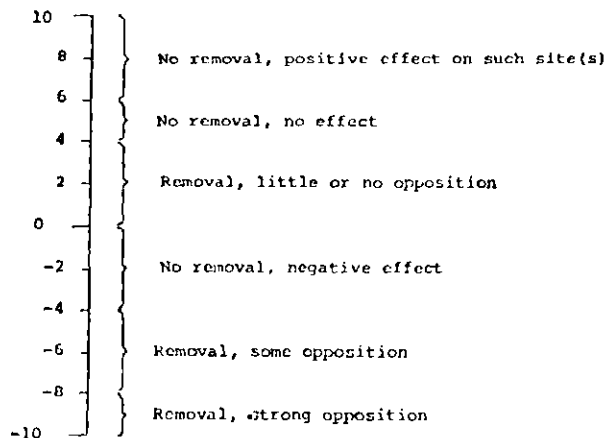 10
8 No removal, positive effect on such site(s)
6
No removal, no effect
4
2 Removal, little or no opposition
0
-2 No removal, negative effect
-4
-6 Removal, some opposition
-8
Removal, strong opposition
-10